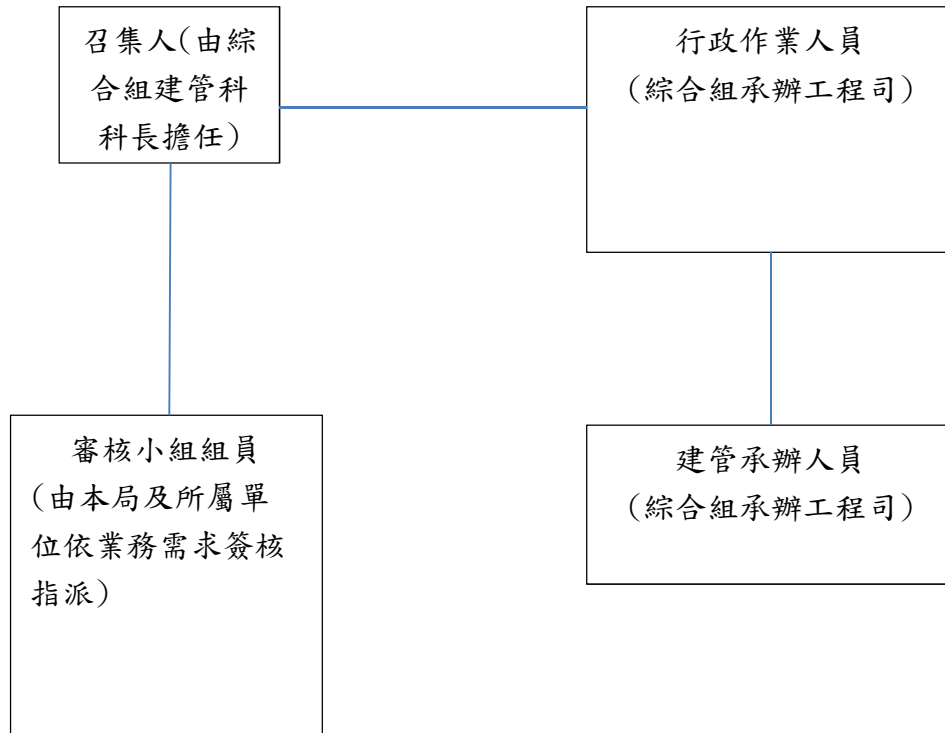 召集人(由綜
合組建管科
科長擔任)
行政作業人員
(綜合組承辦工程司)
審核小組組員
(由本局及所屬單
位依業務需求簽核
指派)
建管承辦人員
(綜合組承辦工程司)